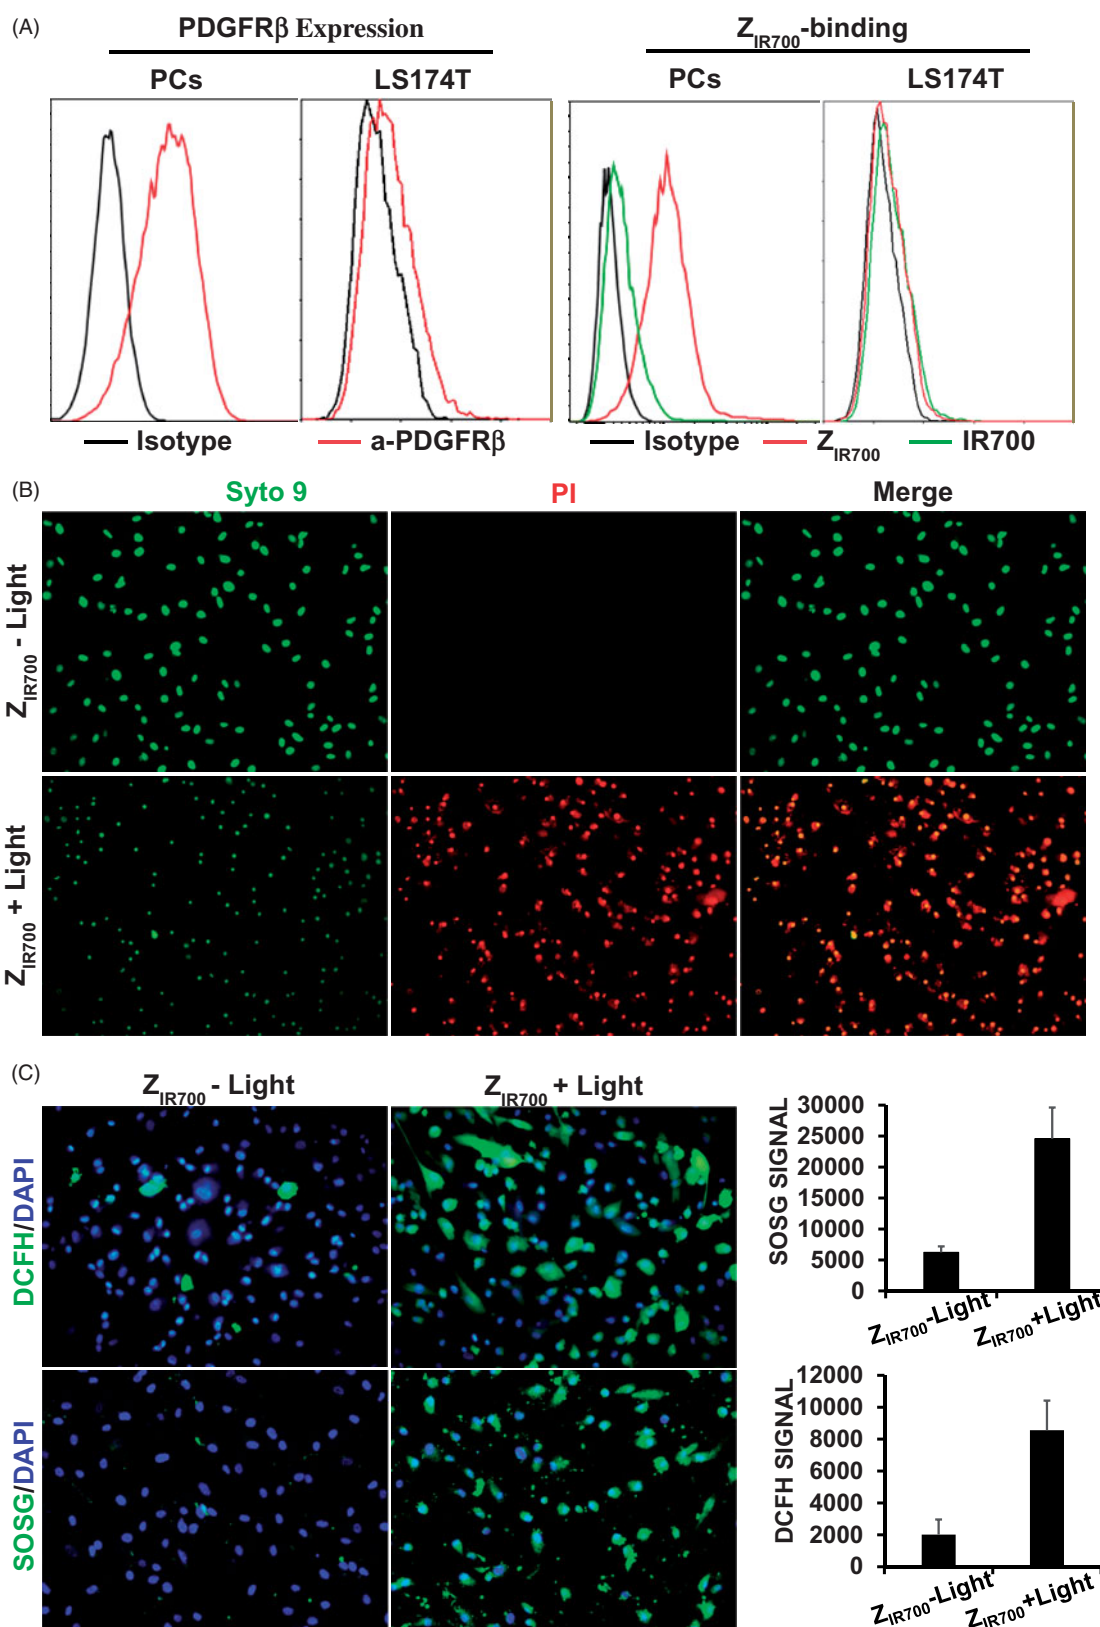 (A)
PDGFRβ Expression
Z_IR700-binding
PCs
LS174T
PCs
LS174T
Isotype
a-PDGFRβ
Isotype
Z_IR700
IR700
(B)
Syto 9
PI
Merge
Z_IR700 - Light
Z_IR700 + Light
(C)
Z_IR700 - Light
Z_IR700 + Light
DCFH/DAPI
SOSG/DAPI
SOSG SIGNAL
30000
25000
20000
15000
10000
5000
0
Z_IR700-Light
Z_IR700+Light
DCFH SIGNAL
12000
10000
8000
6000
4000
2000
0
Z_IR700-Light
Z_IR700+Light